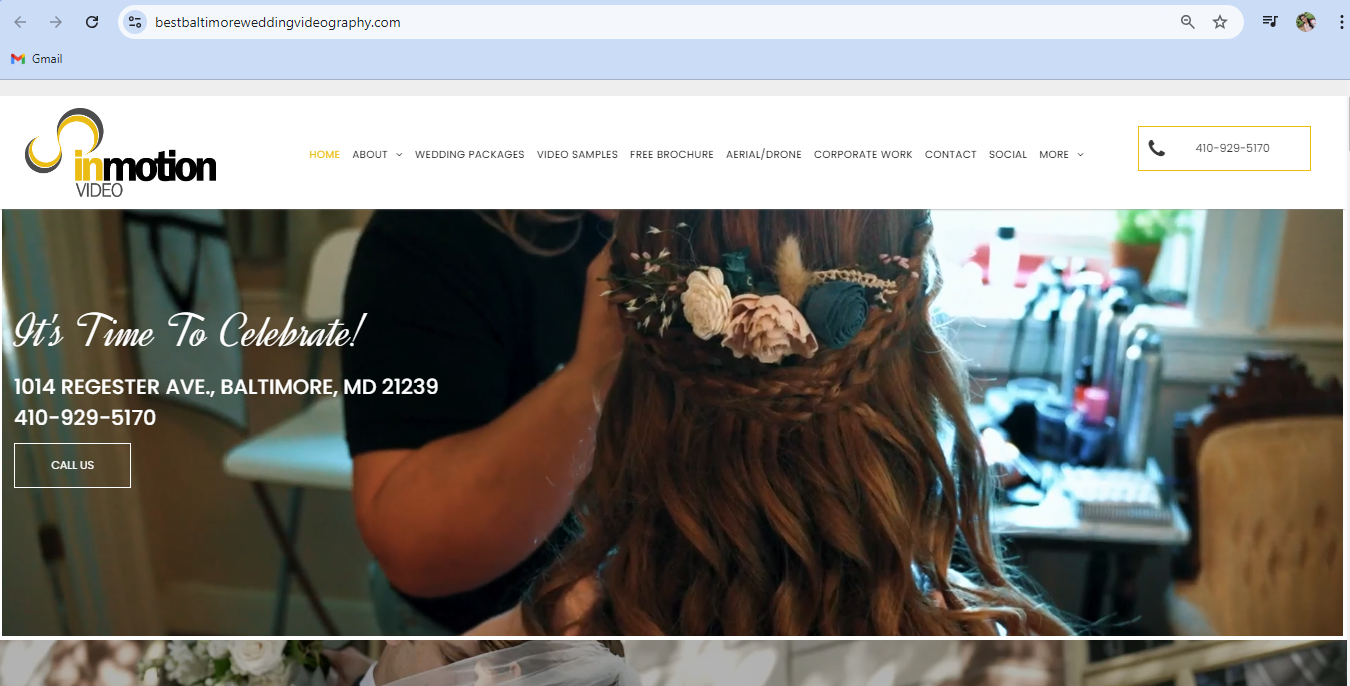 bestbaltimoreweddingvideography.com
Gmail
inmotion
VIDEO
HOME ABOUT WEDDING PACKAGES VIDEO SAMPLES FREE BROCHURE AERIAL/DRONE CORPORATE WORK CONTACT SOCIAL MORE
410-929-5170
It's Time To Celebrate!
1014 REGESTER AVE., BALTIMORE, MD 21239
410-929-5170
CALL US